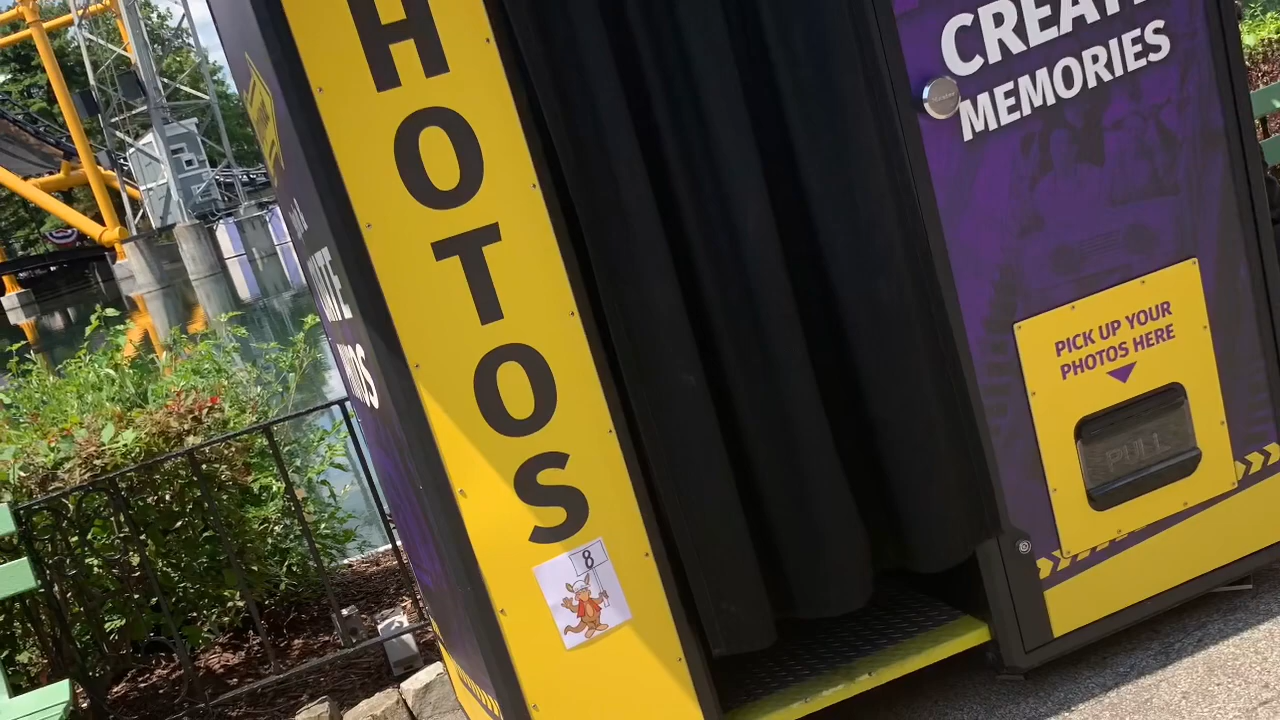 HOTOS
8
CREAT
MEMORIES
PICK UP YOUR
PHOTOS HERE
PULL